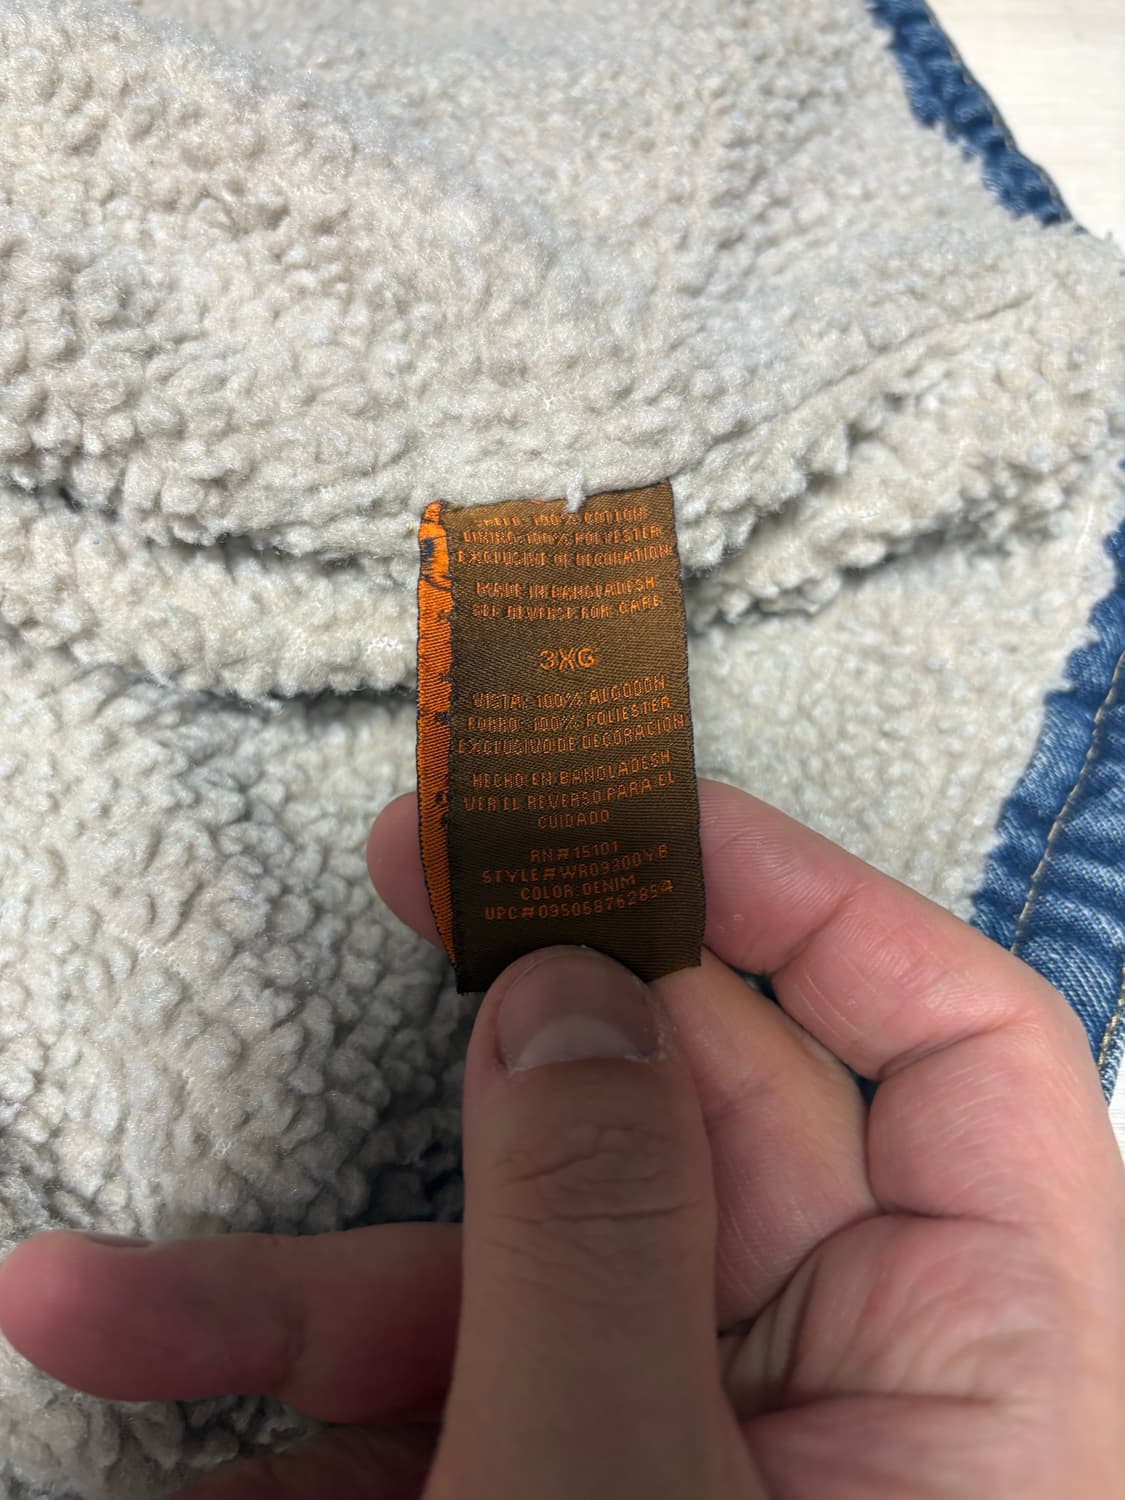 SHELL: 100% COTTON
LINING: 100% POLYESTER
EXCLUSIVE OF DECORATION
MADE IN BANGLADESH
SEE REVERSE FOR CARE
3XG
VISTA: 100% ALGODON
FORRO: 100% POLIESTER
EXCLUSIVO DE DECORACION
HECHO EN BANGLADESH
VER EL REVERSO PARA EL
CUIDADO
RN#15101
STYLE#WR09300YB
COLOR DENIM
UPC#095068762854